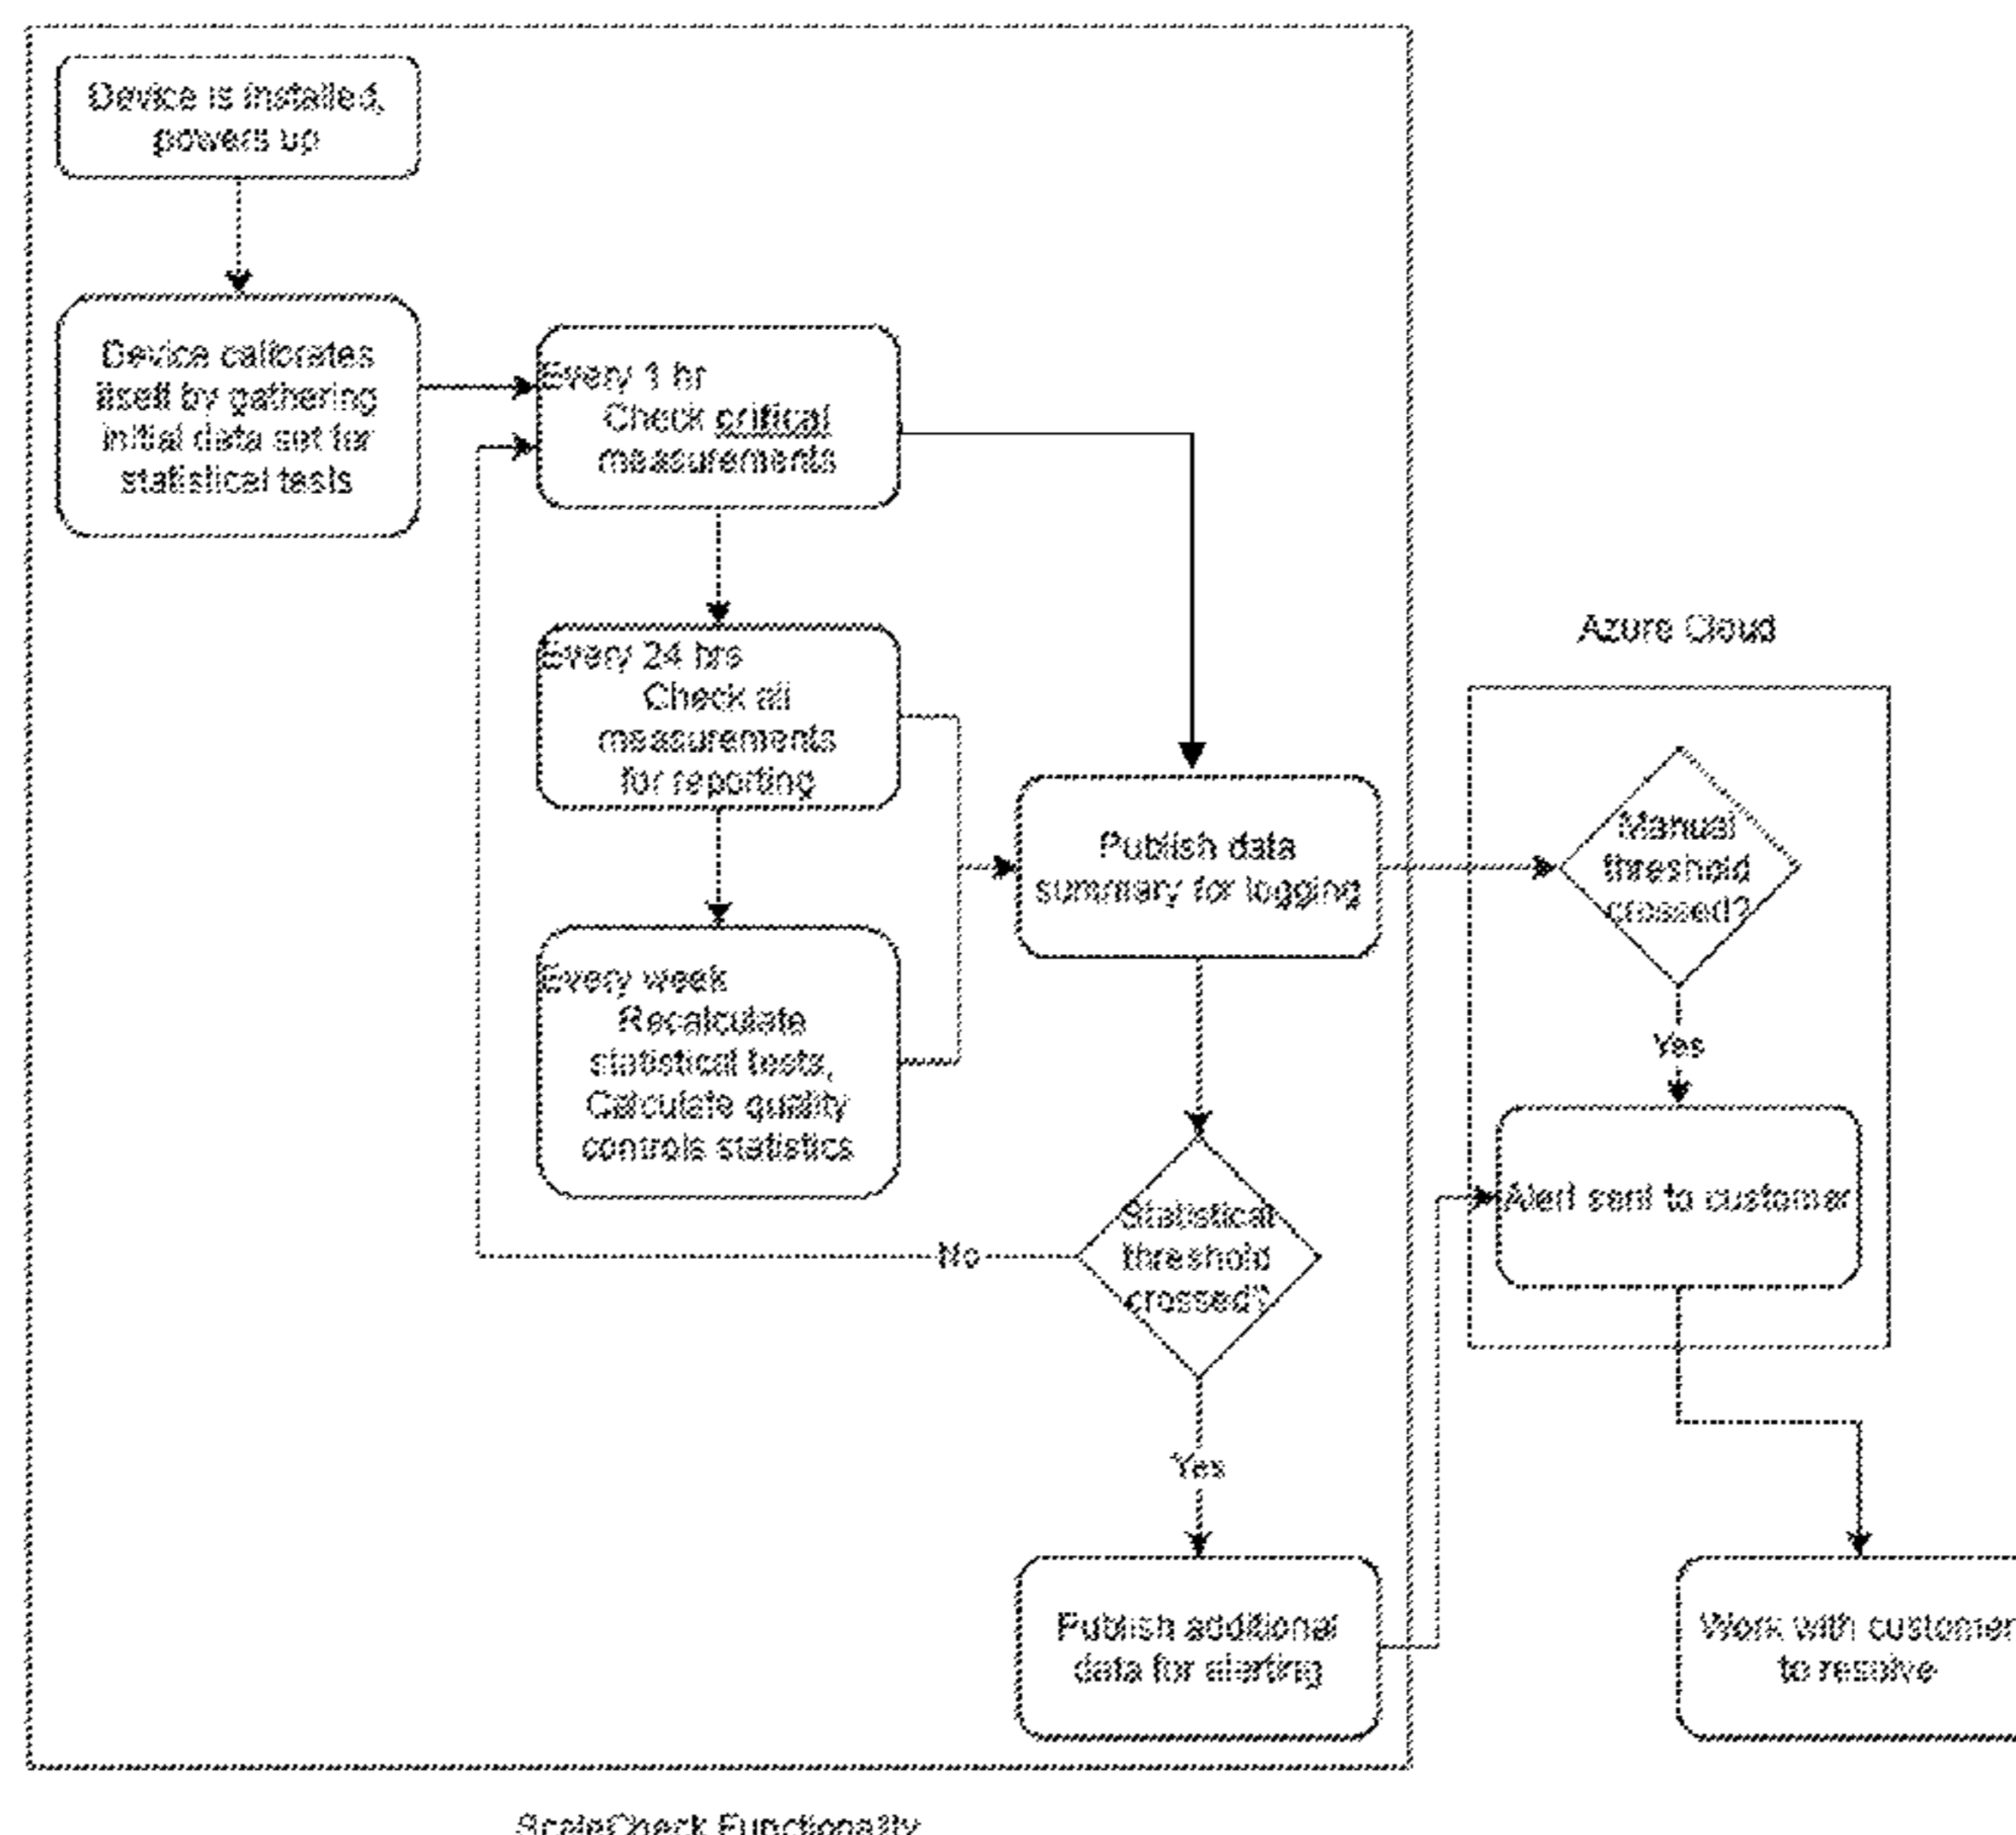 Device is installed,
powers up
Device calibrates
itself by gathering
initial data set for
statistical tests
Every 1 hr
Check critical
measurements
Every 24 hrs
Check all
measurements
for reporting
Every week
Recalculate
statistical tests,
Calculate quality
controls statistics
Publish data
summary for logging
Statistical
threshold
crossed?
No
Yes
Publish additional
data for alerting
Azure Cloud
Manual
threshold
crossed?
Yes
Alert sent to customer
Work with customer
to resolve
ScaleCheck Functionality